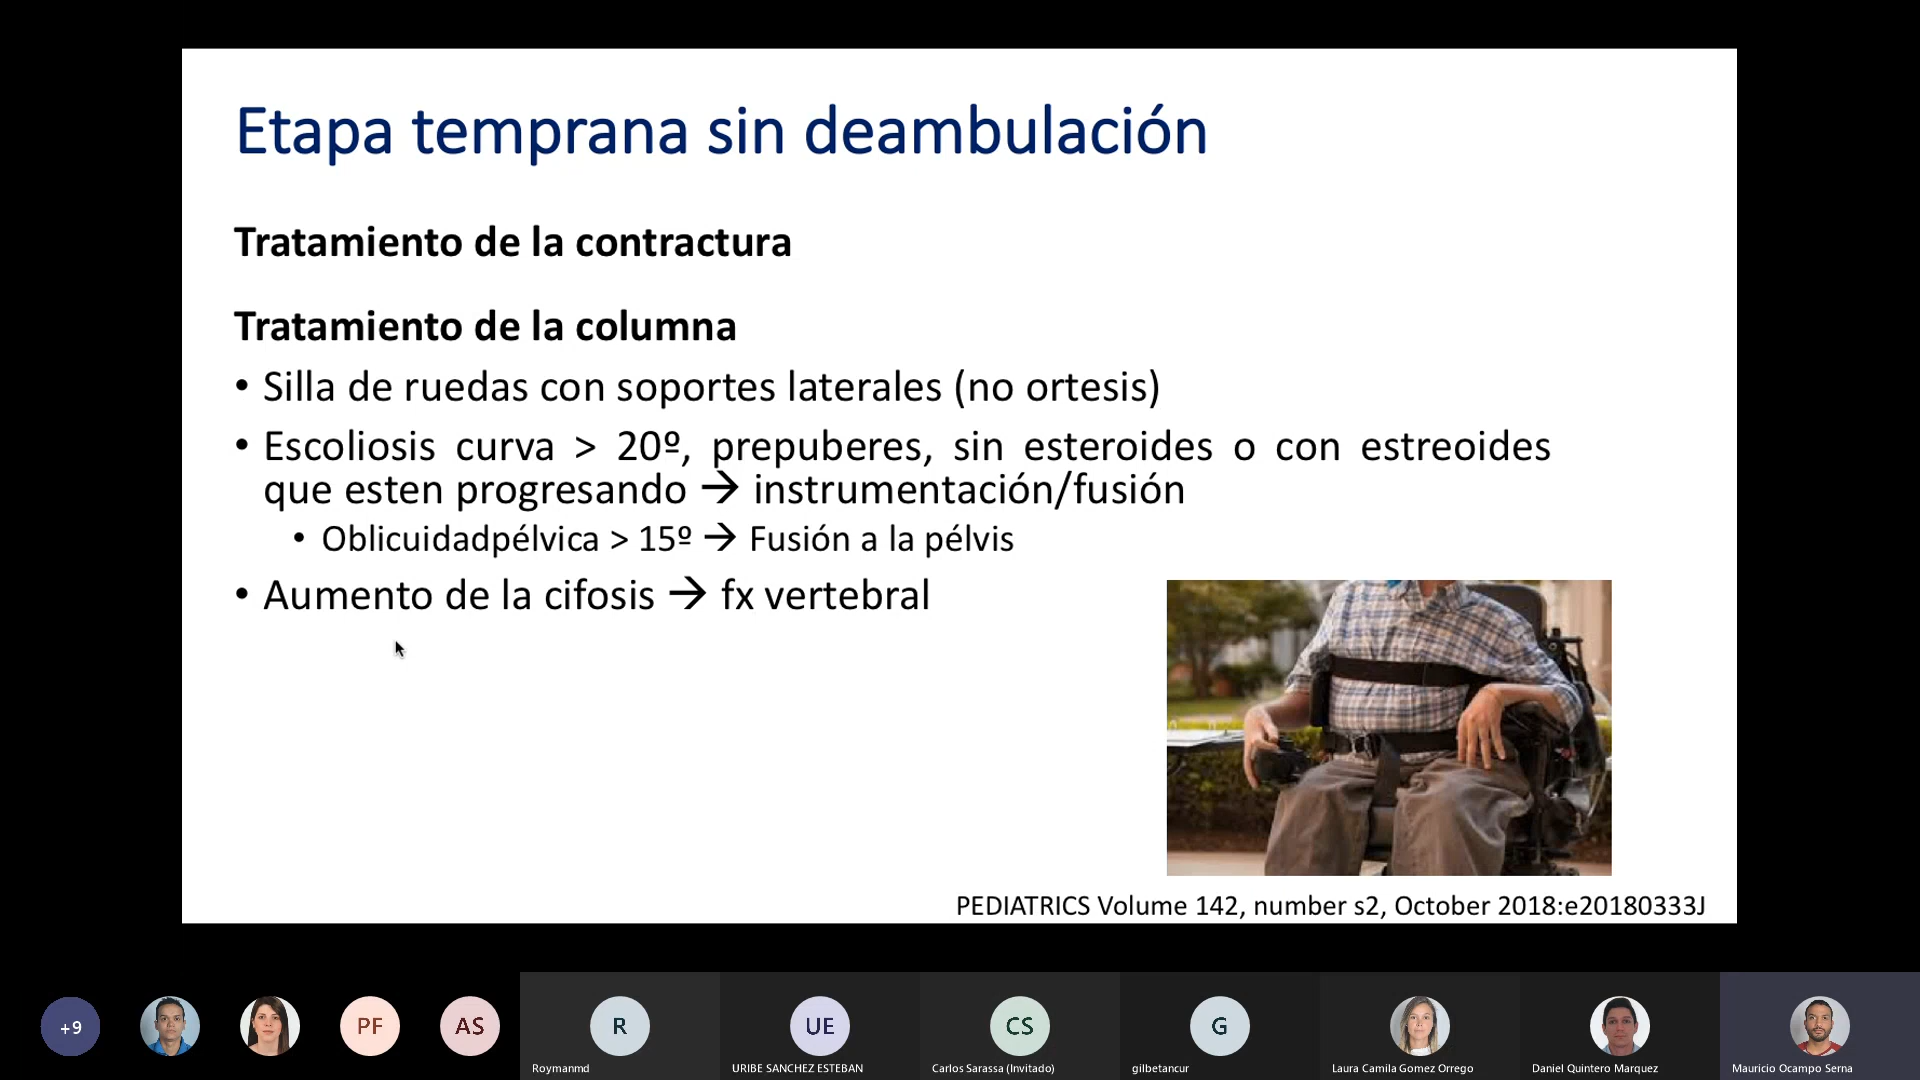 Etapa temprana sin deambulación
Tratamiento de la contractura
Tratamiento de la columna
• Silla de ruedas con soportes laterales (no ortesis)
• Escoliosis curva > 20º, prepuberes, sin esteroides o con estreoides
que esten progresando → instrumentación/fusión
• Oblicuidadpélvica > 15º → Fusión a la pélvis
• Aumento de la cifosis → fx vertebral
PEDIATRICS Volume 142, number s2, October 2018:e20180333J
+9
PF
AS
R
UE
CS
G
Roymanmd
URIBE SANCHEZ ESTEBAN
Carlos Sarassa (Invitado)
gilbetancur
Laura Camila Gomez Orrego
Daniel Quintero Marquez
Mauricio Ocampo Serna